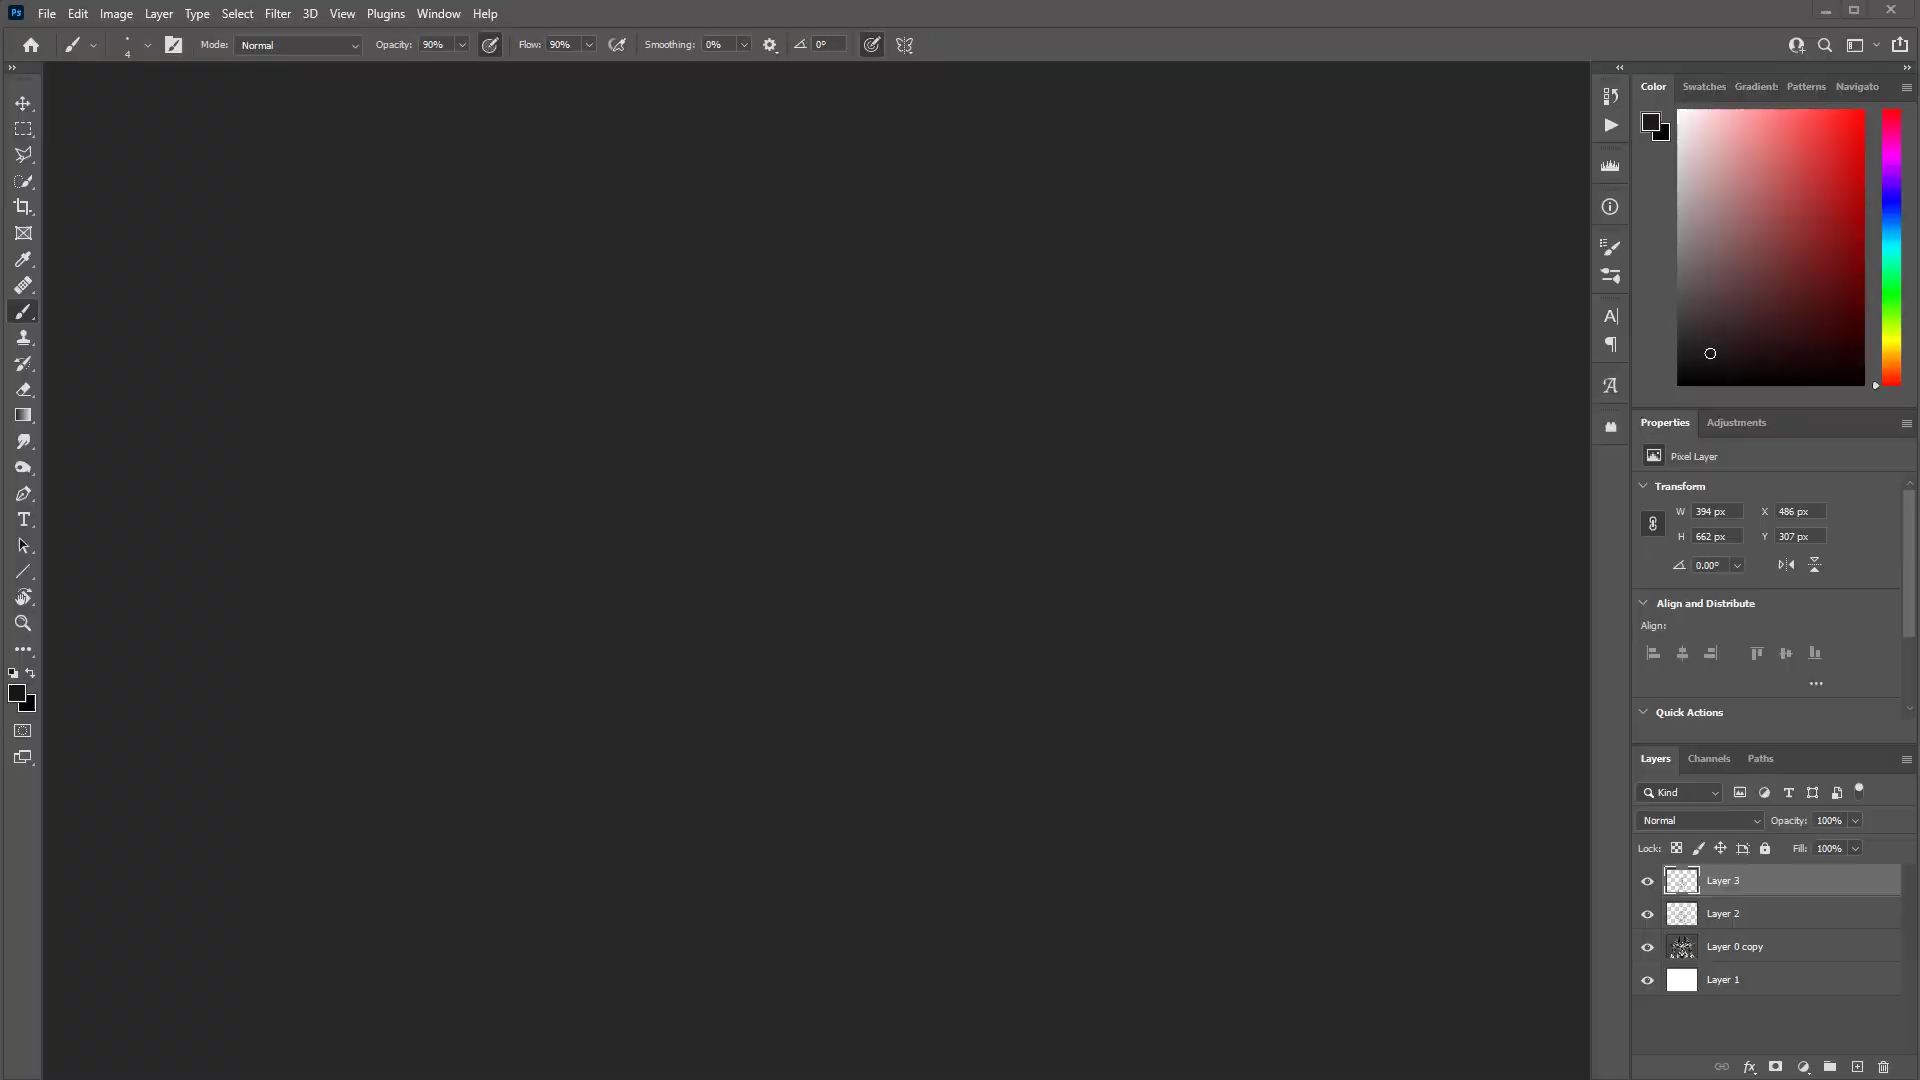 Ps File Edit Image Layer Type Select Filter 3D View Plugins Window Help
4 Mode: Normal Opacity: 90% Flow: 90% Smoothing: 0% 0°
Color Swatches Gradient Patterns Navigato
Properties Adjustments
Pixel Layer
Transform
W 394 px X 486 px
H 662 px Y 307 px
0.00°
Align and Distribute
Align:
Quick Actions
Layers Channels Paths
Kind
Normal Opacity: 100%
Lock: Fill: 100%
Layer 3
Layer 2
Layer 0 copy
Layer 1
fx